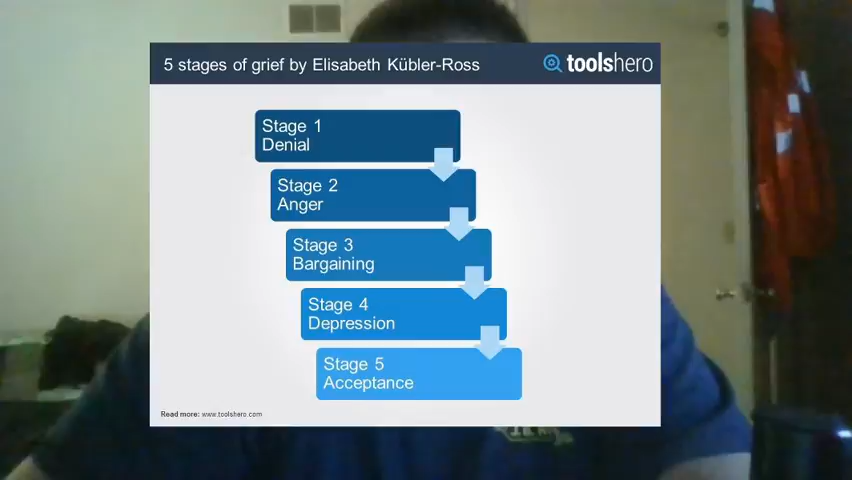 5 stages of grief by Elisabeth Kübler-Ross
toolshero
Stage 1
Denial
Stage 2
Anger
Stage 3
Bargaining
Stage 4
Depression
Stage 5
Acceptance
Read more: www.toolshero.com